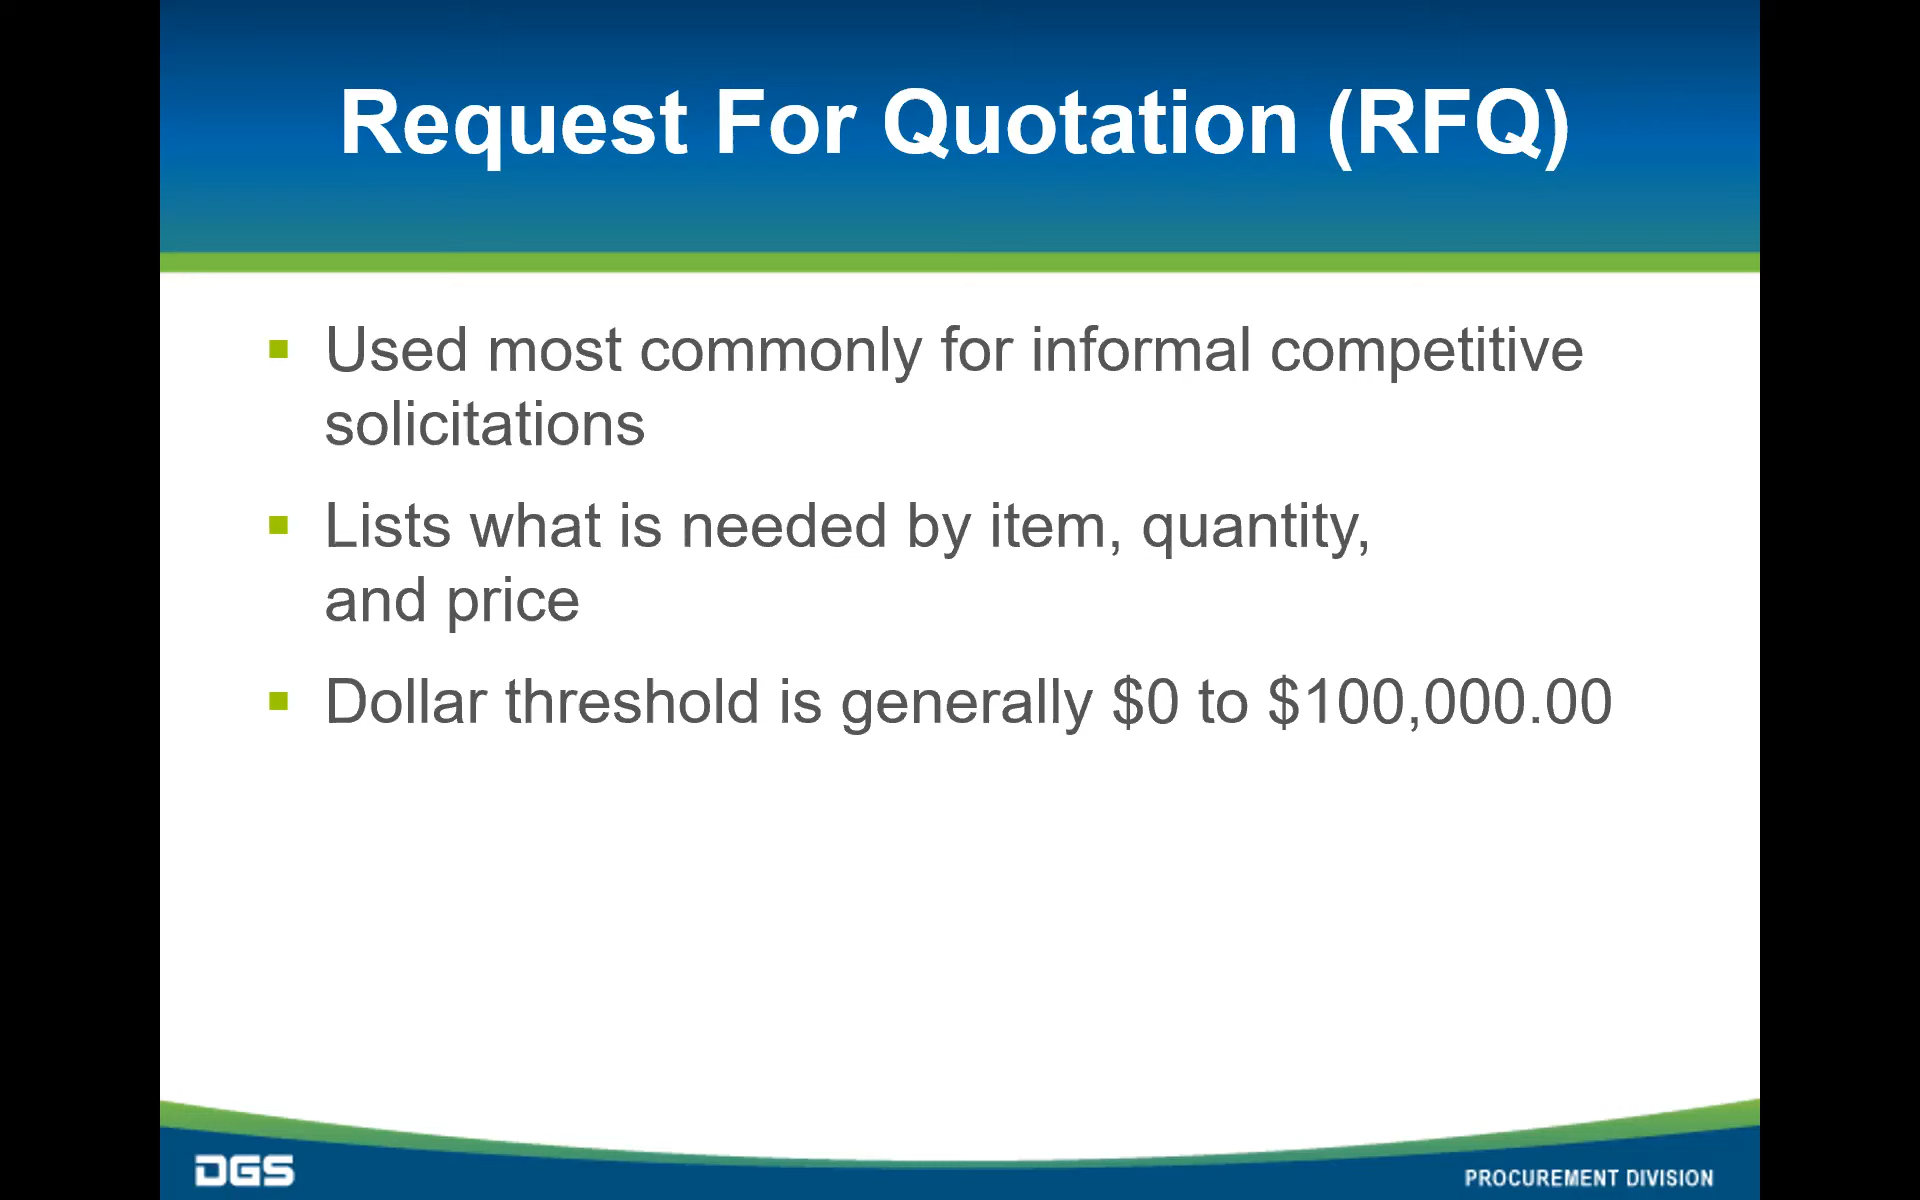 Request For Quotation (RFQ)
Used most commonly for informal competitive
solicitations
Lists what is needed by item, quantity,
and price
Dollar threshold is generally $0 to $100,000.00
DGS
PROCUREMENT DIVISION